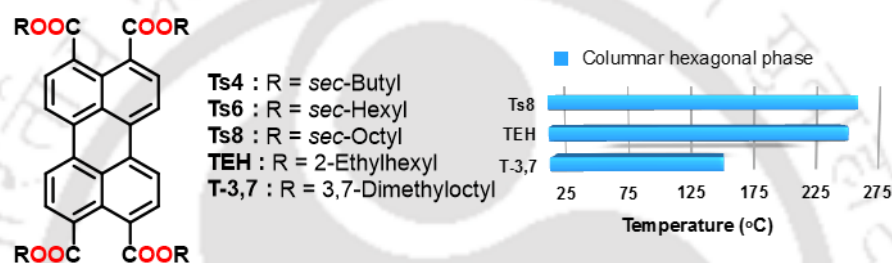 ROOC COOR
Ts4 : R = sec-Butyl
Ts6 : R = sec-Hexyl
Ts8 : R = sec-Octyl
TEH : R = 2-Ethylhexyl
T-3,7 : R = 3,7-Dimethyloctyl
ROOC COOR
Columnar hexagonal phase
Ts8
TEH
T-3,7
25 75 125 175 225 275
Temperature (°C)